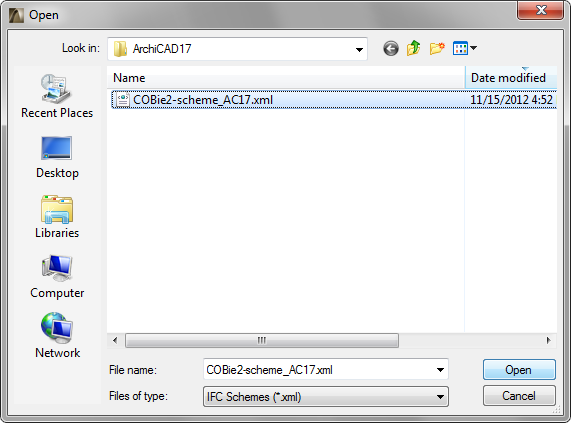 Open
Look in:
ArchiCAD17
Recent Places
Desktop
Libraries
Computer
Network
Name
Date modified
COBie2-scheme_AC17.xml
11/15/2012 4:52
File name:
COBie2-scheme_AC17.xml
Open
Files of type:
IFC Schemes (*.xml)
Cancel